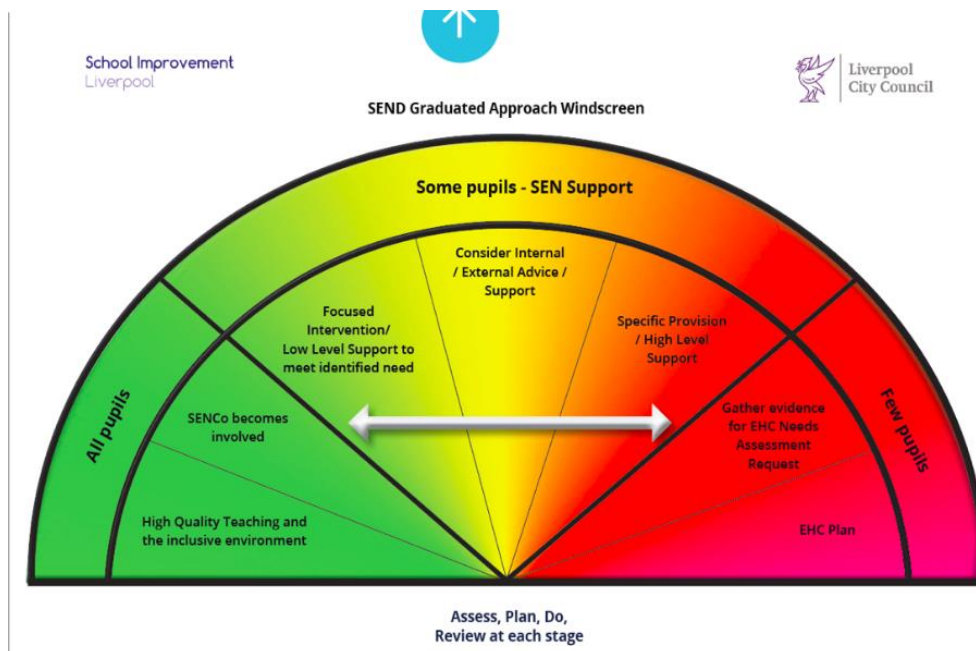 School Improvement
Liverpool
Liverpool
City Council
SEND Graduated Approach Windscreen
Some pupils - SEN Support
Consider Internal
/ External Advice /
Support
Focused
Intervention/
Low Level Support to
meet identified need
Specific Provision
/ High Level
Support
All pupils
SENCo becomes
involved
Gather evidence
for EHC Needs
Assessment
Request
Few pupils
High Quality Teaching and
the inclusive environment
EHC Plan
Assess, Plan, Do,
Review at each stage